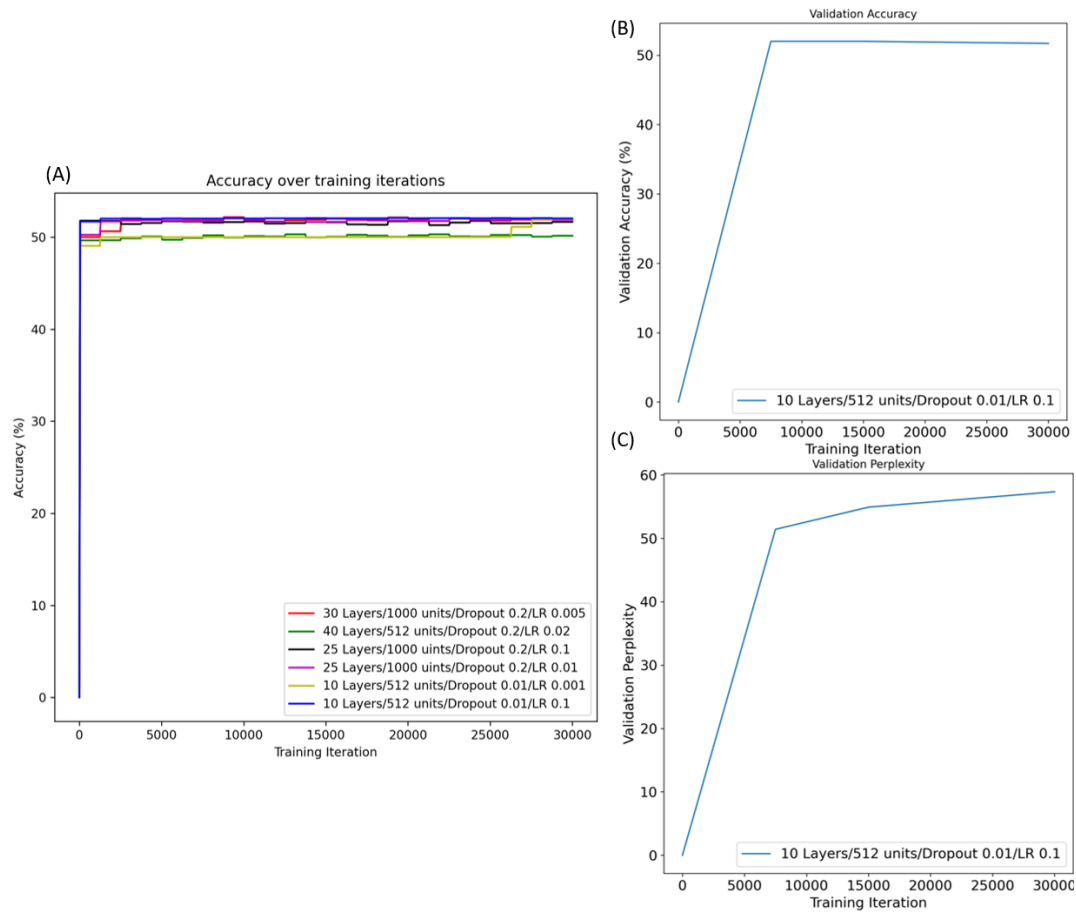 (A)
Accuracy over training iterations
Accuracy (%)
50
40
30
20
10
0
0 5000 10000 15000 20000 25000 30000
Training Iteration
30 Layers/1000 units/Dropout 0.2/LR 0.005
40 Layers/512 units/Dropout 0.2/LR 0.02
25 Layers/1000 uints/Dropout 0.2/LR 0.1
25 Layers/1000 units/Dropout 0.2/LR 0.01
10 Layers/512 units/Dropout 0.01/LR 0.001
10 Layers/512 units/Dropout 0.01/LR 0.1
(B)
Validation Accuracy
Validation Accuracy (%)
50
40
30
20
10
0
10 Layers/512 units/Dropout 0.01/LR 0.1
0 5000 10000 15000 20000 25000 30000
Training Iteration
(C)
Validation Perplexity
Validation Perplexity
60
50
40
30
20
10
0
10 Layers/512 units/Dropout 0.01/LR 0.1
0 5000 10000 15000 20000 25000 30000
Training Iteration